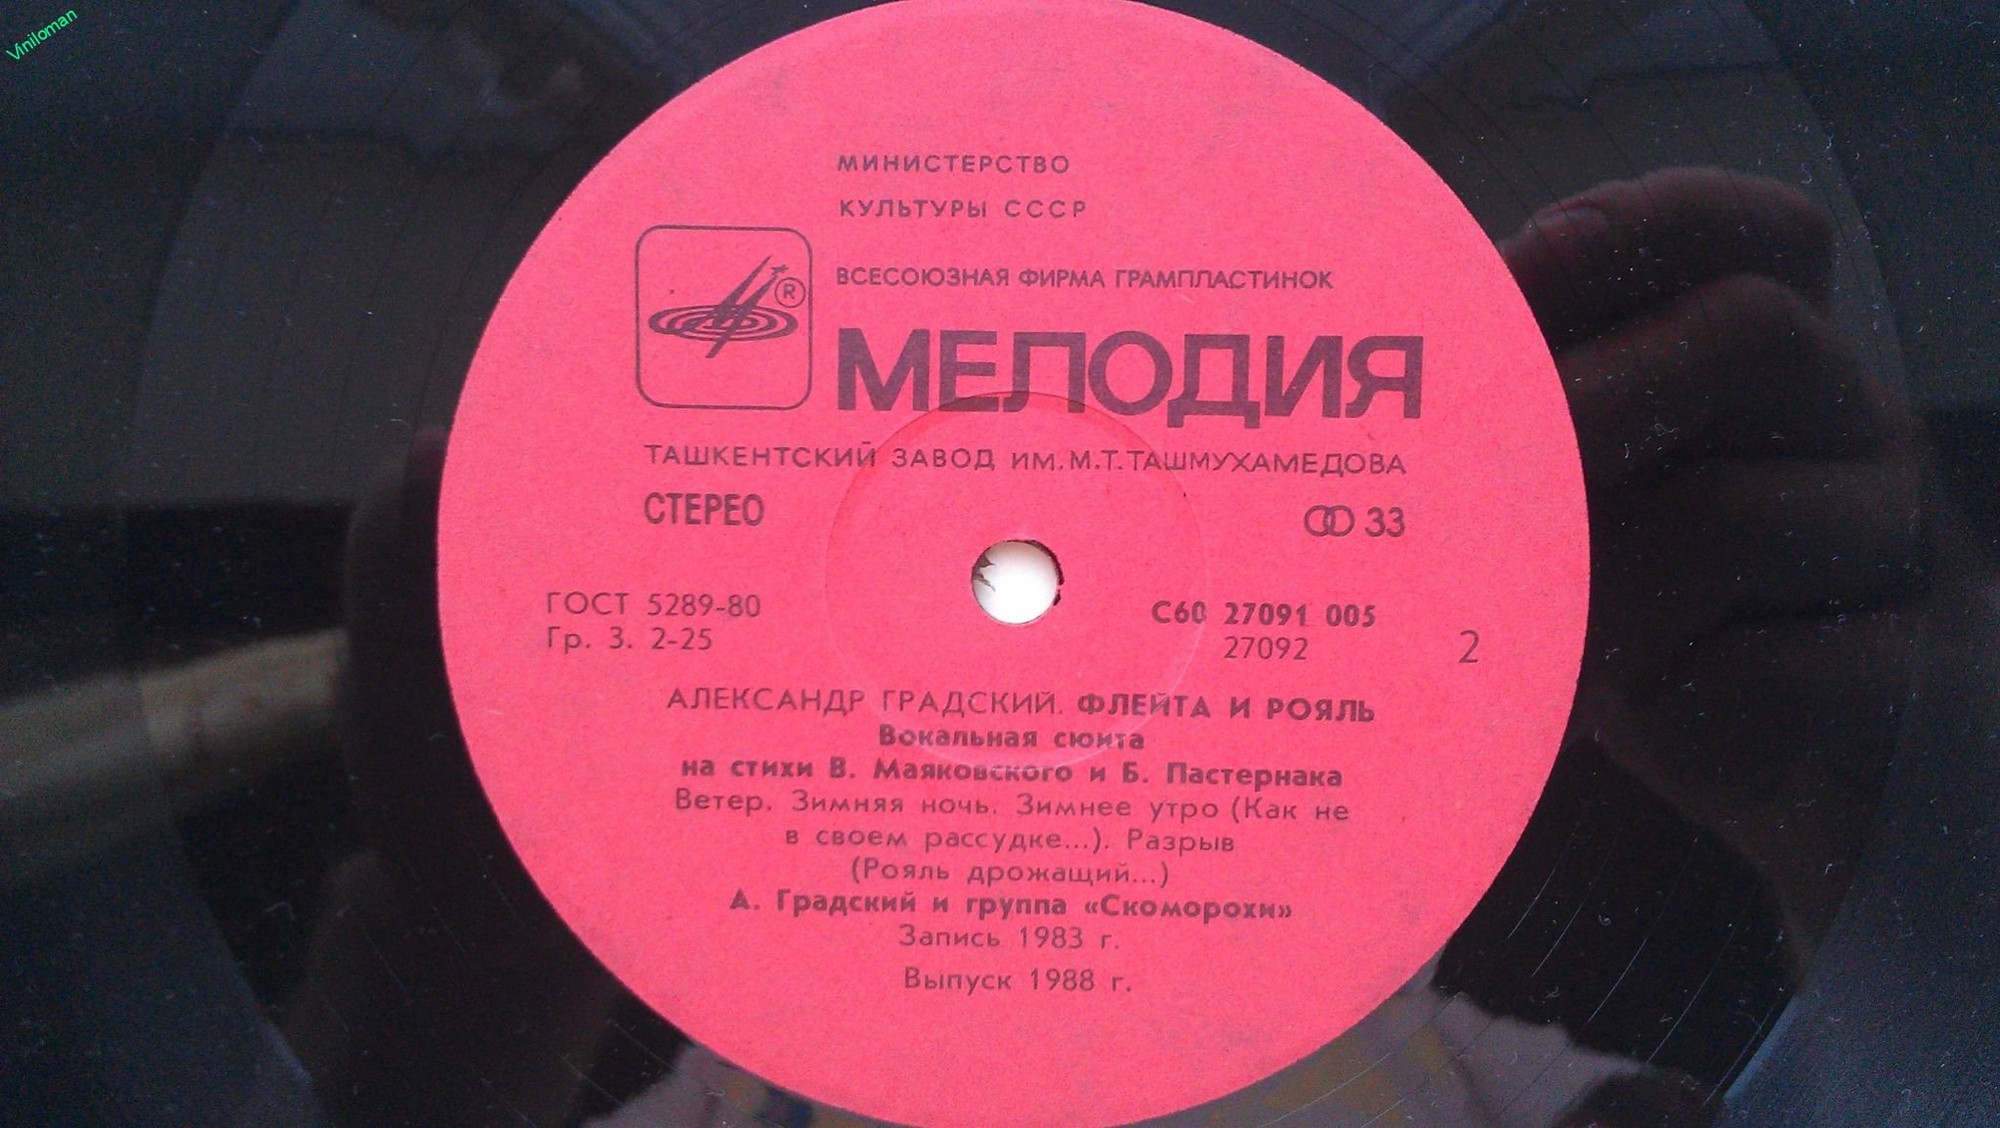 Viniloman
МИНИСТЕРСТВО
КУЛЬТУРЫ СССР
ВСЕСОЮЗНАЯ ФИРМА ГРАМПЛАСТИНОК
®
МЕЛОДИЯ
ТАШКЕНТСКИЙ ЗАВОД ИМ. М.Т. ТАШМУХАМЕДОВА
СТЕРЕО
33
ГОСТ 5289-80
Гр. 3. 2-25
С60 27091 005
27092
2
АЛЕКСАНДР ГРАДСКИЙ. ФЛЕЙТА И РОЯЛЬ
Вокальная сюита
на стихи В. Маяковского и Б. Пастернака
Ветер. Зимняя ночь. Зимнее утро (Как не
в своем рассудке...). Разрыв
(Рояль дрожащий...)
А. Градский и группа «Скоморохи»
Запись 1983 г.
Выпуск 1988 г.